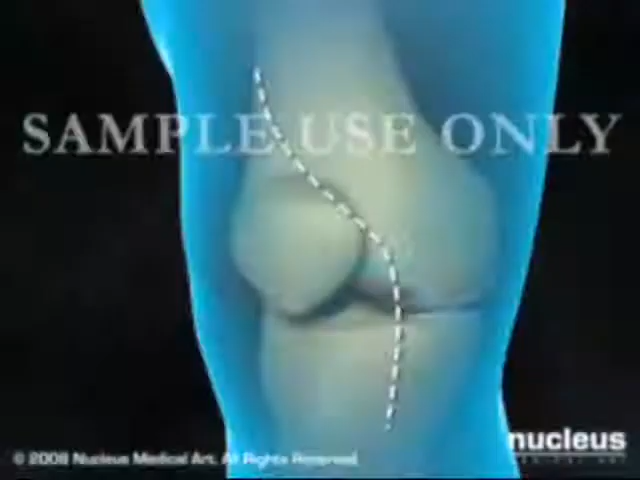 SAMPLE USE ONLY
nucleus
© 2008 Nucleus Medical Art. All Rights Reserved